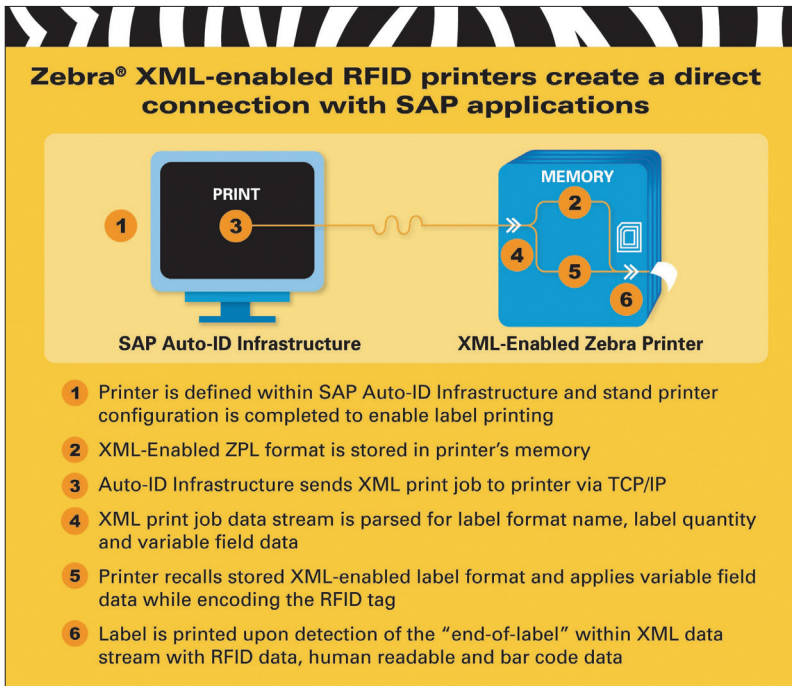 Zebra® XML-enabled RFID printers create a direct
connection with SAP applications
PRINT
MEMORY
1
3
2
4
5
6
SAP Auto-ID Infrastructure
XML-Enabled Zebra Printer
1 Printer is defined within SAP Auto-ID Infrastructure and stand printer
configuration is completed to enable label printing
2 XML-Enabled ZPL format is stored in printer's memory
3 Auto-ID Infrastructure sends XML print job to printer via TCP/IP
4 XML print job data stream is parsed for label format name, label quantity
and variable field data
5 Printer recalls stored XML-enabled label format and applies variable field
data while encoding the RFID tag
6 Label is printed upon detection of the “end-of-label” within XML data
stream with RFID data, human readable and bar code data